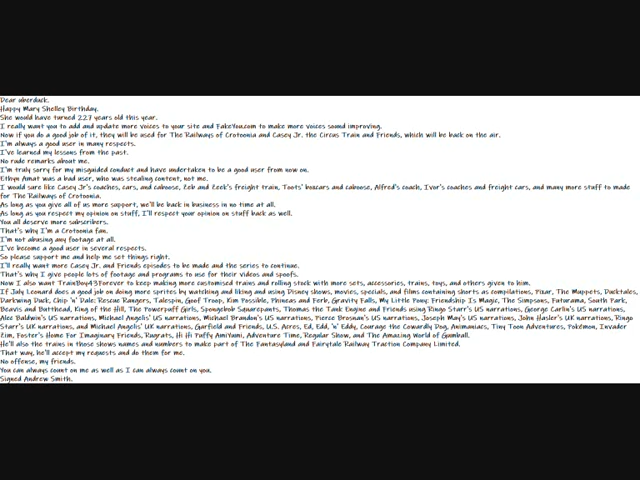 Dear uberduck,
Happy Mary Shelley Birthday.
She would have turned 227 years old this year.
I really want you to add and update more voices to your site and FakeYou.com to make more voices sound improving.
Now if you do a good job of it, they will be used for The Railways of Crotoonia and Casey Jr. the Circus Train and Friends, which will be back on the air.
I'm always a good user in many respects.
I've learned my lessons from the past.
No rude remarks about me.
I'm truly sorry for my misguided conduct and have undertaken to be a good user from now on.
Ethyn Amat was a bad user, who was stealing content, not me.
I would sure like Casey Jr's coaches, cars, and caboose, Zeb and Zeek's freight train, Toots' boxcars and caboose, Alfred's coach, Ivor's coaches and freight cars, and many more stuff to made
for The Railways of Crotoonia.
As long as you give all of us more support, we'll be back in business in no time at all.
As long as you respect my opinion on stuff, I'll respect your opinion on stuff back as well.
You all deserve more subscribers.
That's why I'm a Crotoonia fan.
I'm not abusing any footage at all.
I've become a good user in several respects.
So please support me and help me set things right.
I'll really want more Casey Jr. and Friends episodes to be made and the series to continue.
That's why I give people lots of footage and programs to use for their videos and spoofs.
Now I also want TrainBoy43Forever to keep making more customised trains and rolling stock with more sets, accessories, trains, toys, and others given to him.
If July Leonard does a good job on doing more sprites by watching and liking and using Disney shows, movies, specials, and films containing shorts as compilations, Pixar, The Muppets, Ducktales,
Darkwing Duck, Chip 'n' Dale: Rescue Rangers, Talespin, Goof Troop, Kim Possible, Phineas and Ferb, Gravity Falls, My Little Pony: Friendship Is Magic, The Simpsons, Futurama, South Park,
Beavis and Butthead, King of the Hill, The Powerpuff Girls, Spongebob Squarepants, Thomas the Tank Engine and Friends using Ringo Starr's US narrations, George Carlin's US narrations,
Alec Baldwin's US narrations, Michael Angelis' US narrations, Michael Brandon's US narrations, Pierce Brosnan's US narrations, Joseph May's US narrations, John Hasler's UK narrations, Ringo
Starr's UK narrations, and Michael Angelis' UK narrations, Garfield and Friends, U.S. Acres, Ed, Edd, 'n' Eddy, Courage the Cowardly Dog, Animaniacs, Tiny Toon Adventures, Pokémon, Invader
Zim, Foster's Home For Imaginary Friends, Rugrats, Hi Hi Puffy AmiYumi, Adventure Time, Regular Show, and The Amazing World of Gumball.
He'll also the trains in those shows names and numbers to make part of The Fantasyland and Fairytale Railway Traction Company Limited.
That way, he'll accept my requests and do them for me.
No offense, my friends.
You can always count on me as well as I can always count on you.
Signed Andrew Smith.